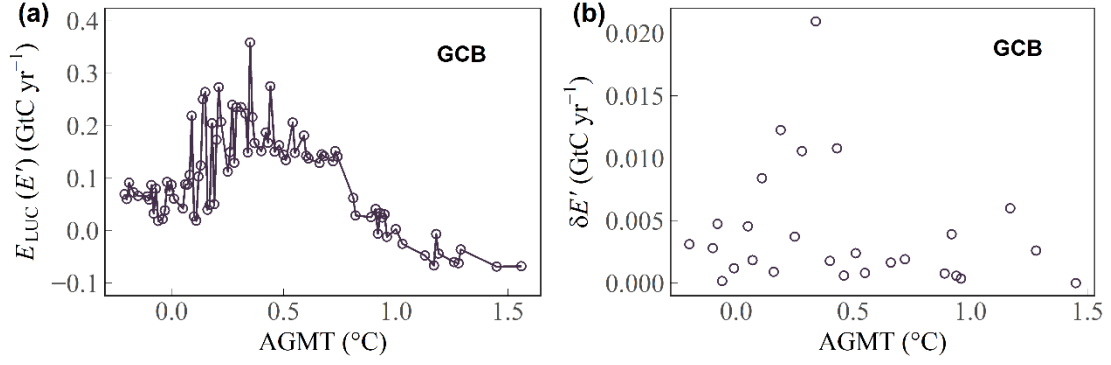 (a)
GCB
E_LUC (E′) (GtC yr⁻¹)
0.4
0.3
0.2
0.1
0.0
−0.1
0.0
0.5
1.0
1.5
AGMT (°C)
(b)
GCB
δE′ (GtC yr⁻¹)
0.020
0.015
0.010
0.005
0.000
0.0
0.5
1.0
1.5
AGMT (°C)